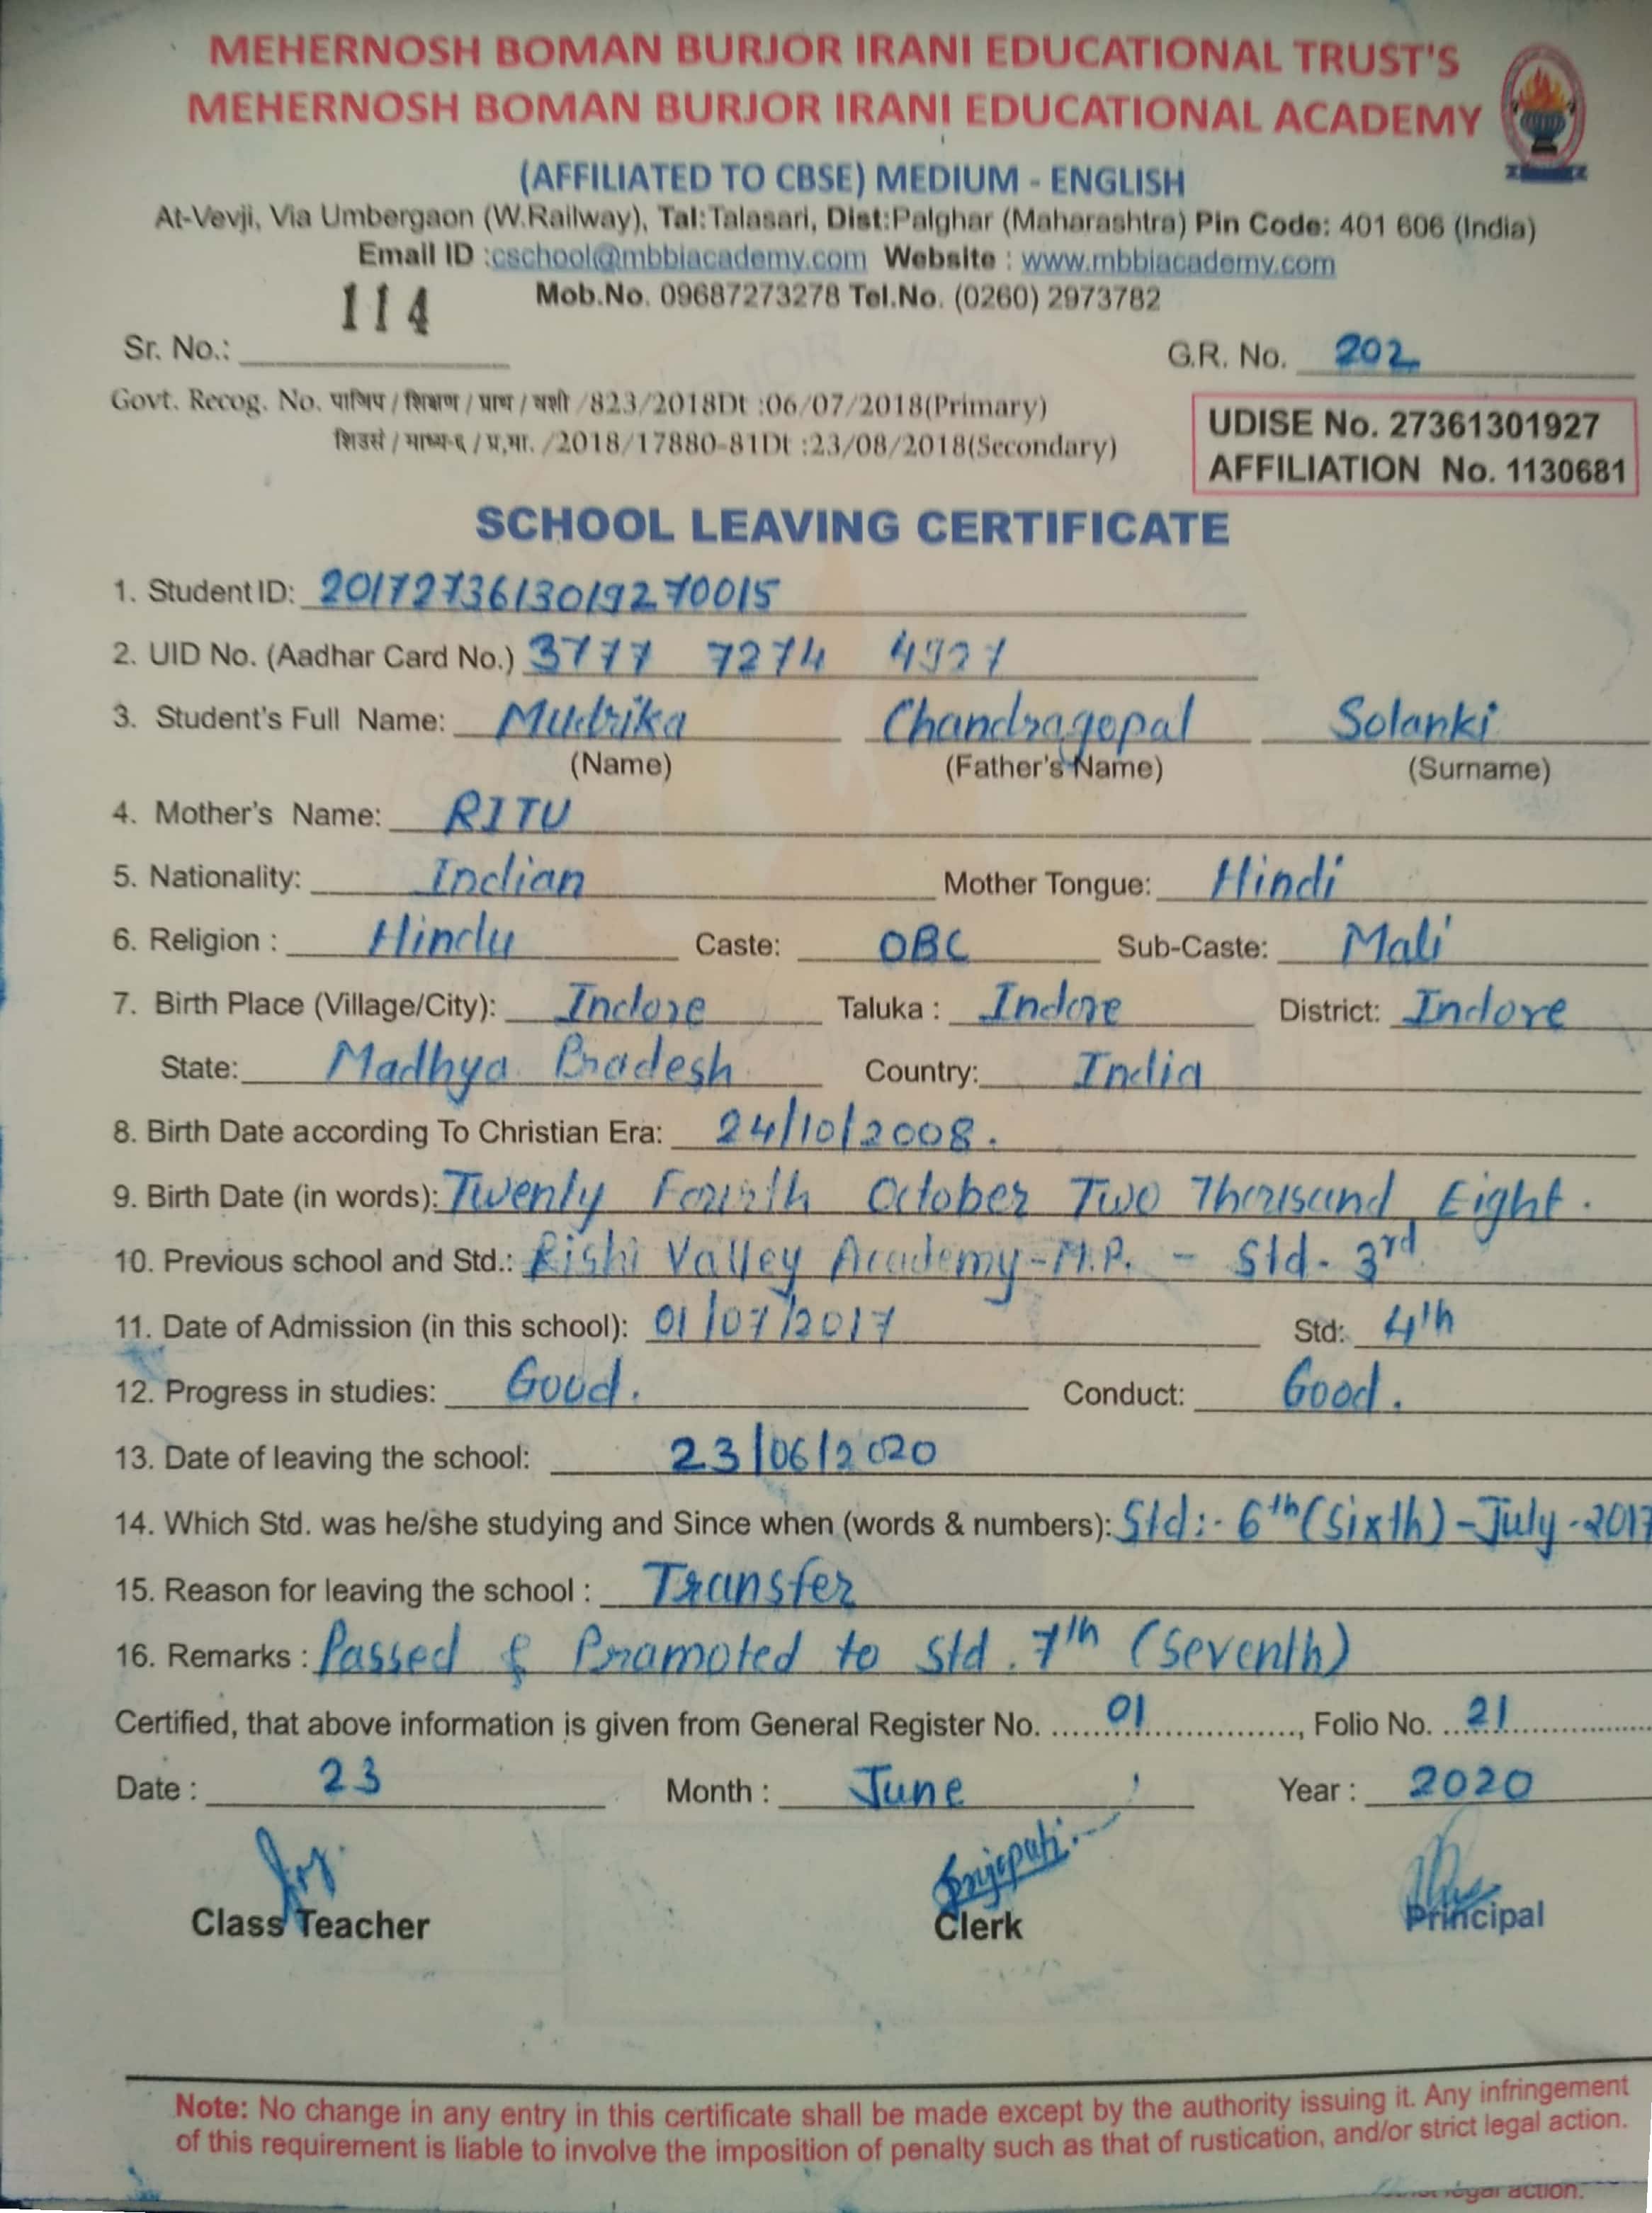 MEHERNOSH BOMAN BURJOR IRANI EDUCATIONAL TRUST'S
MEHERNOSH BOMAN BURJOR IRANI EDUCATIONAL ACADEMY
(AFFILIATED TO CBSE) MEDIUM - ENGLISH
At-Vevji, Via Umbergaon (W.Railway), Tal:Talasari, Dist:Palghar (Maharashtra) Pin Code: 401 606 (India)
Email ID :cschool@mbbiacademy.com Website : www.mbbiacademy.com
Mob.No. 09687273278 Tel.No. (0260) 2973782
Sr. No.: 114
G.R. No. 202
Govt. Recog. No. / शिक्षण / /823/2018Dt :06/07/2018(Primary)
/2018/17880-81Dt :23/08/2018(Secondary)
UDISE No. 27361301927
AFFILIATION No. 1130681
SCHOOL LEAVING CERTIFICATE
1. Student ID: 2017273613019270015
2. UID No. (Aadhar Card No.) 3777 7274 4927
3. Student's Full Name: Mudrika Chandragopal Solanki
(Name) (Father's Name) (Surname)
4. Mother's Name: RITU
5. Nationality: Indian Mother Tongue: Hindi
6. Religion : Hindu Caste: OBC Sub-Caste: Mali
7. Birth Place (Village/City): Indore Taluka : Indore District: Indore
State: Madhya Pradesh Country: India
8. Birth Date according To Christian Era: 24/10/2008.
9. Birth Date (in words): Twenty Fourth October Two Thousand Eight.
10. Previous school and Std.: Rishi Valley Academy-M.P. - Std- 3rd
11. Date of Admission (in this school): 01/07/2017 Std: 4th
12. Progress in studies: Good. Conduct: Good.
13. Date of leaving the school: 23/06/2020
14. Which Std. was he/she studying and Since when (words & numbers): Std:- 6th (Sixth) - July -2017
15. Reason for leaving the school : Transfer
16. Remarks : Passed & Pramoted to Std. 7th (Seventh)
Certified, that above information is given from General Register No. 01, Folio No. 21
Date : 23 Month : June Year : 2020
Class Teacher Clerk Principal
Note: No change in any entry in this certificate shall be made except by the authority issuing it. Any infringement
of this requirement is liable to involve the imposition of penalty such as that of rustication, and/or strict legal action.
legal action.